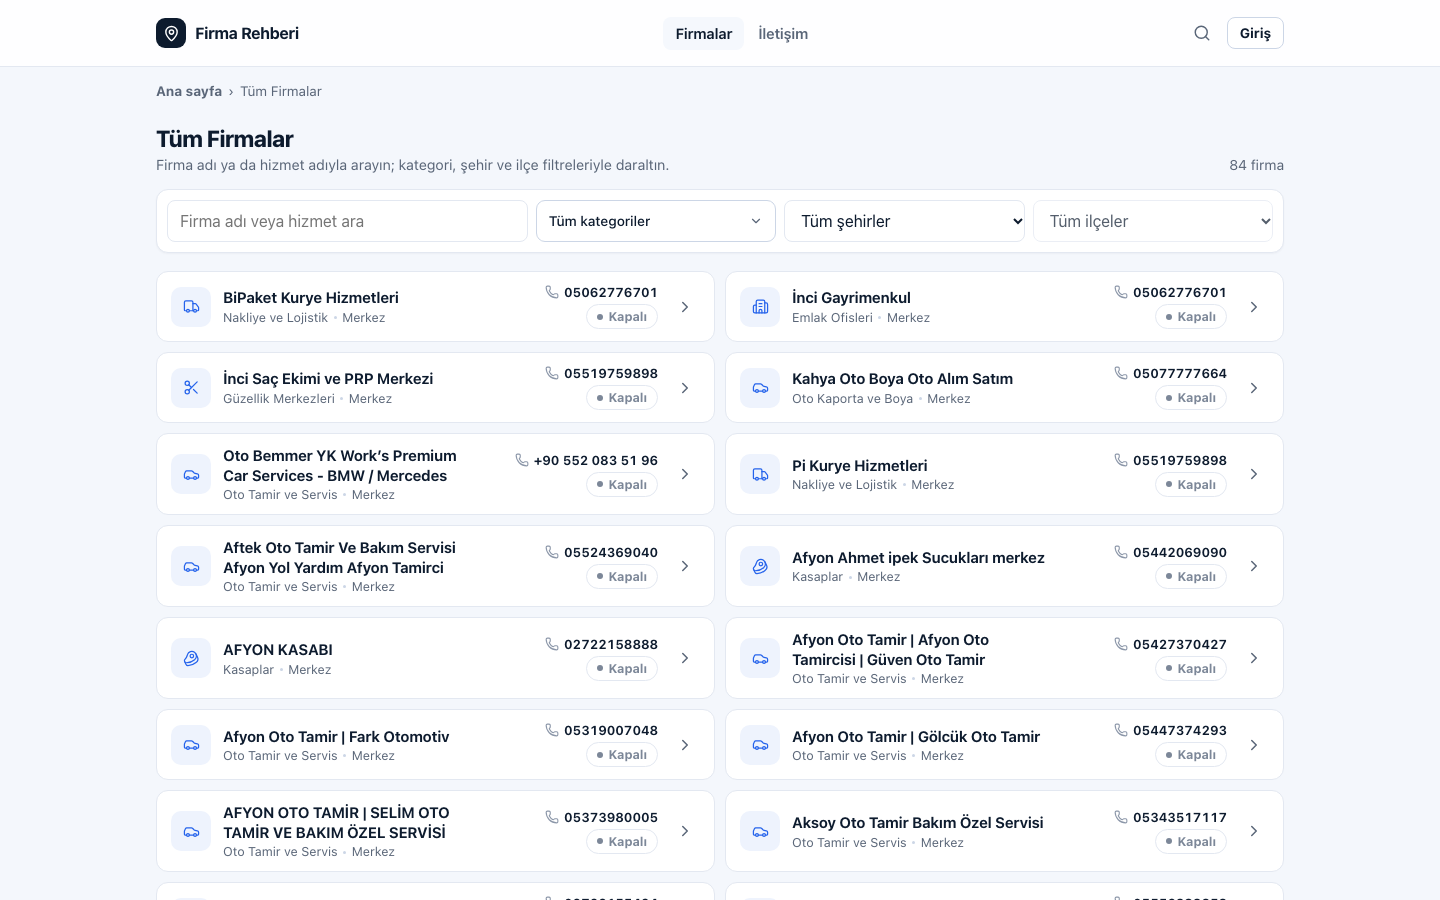 Firma Rehberi
Firmalar
İletişim
Giriş
Ana sayfa › Tüm Firmalar
Tüm Firmalar
Firma adı ya da hizmet adıyla arayın; kategori, şehir ve ilçe filtreleriyle daraltın.
84 firma
Firma adı veya hizmet ara
Tüm kategoriler
Tüm şehirler
Tüm ilçeler
BiPaket Kurye Hizmetleri
Nakliye ve Lojistik • Merkez
05062776701
Kapalı
İnci Gayrimenkul
Emlak Ofisleri • Merkez
05062776701
Kapalı
İnci Saç Ekimi ve PRP Merkezi
Güzellik Merkezleri • Merkez
05519759898
Kapalı
Kahya Oto Boya Oto Alım Satım
Oto Kaporta ve Boya • Merkez
05077777664
Kapalı
Oto Bemmer YK Work's Premium
Car Services - BMW / Mercedes
Oto Tamir ve Servis • Merkez
+90 552 083 51 96
Kapalı
Pi Kurye Hizmetleri
Nakliye ve Lojistik • Merkez
05519759898
Kapalı
Aftek Oto Tamir Ve Bakım Servisi
Afyon Yol Yardım Afyon Tamirci
Oto Tamir ve Servis • Merkez
05524369040
Kapalı
Afyon Ahmet ipek Sucukları merkez
Kasaplar • Merkez
05442069090
Kapalı
AFYON KASABI
Kasaplar • Merkez
02722158888
Kapalı
Afyon Oto Tamir | Afyon Oto
Tamircisi | Güven Oto Tamir
Oto Tamir ve Servis • Merkez
05427370427
Kapalı
Afyon Oto Tamir | Fark Otomotiv
Oto Tamir ve Servis • Merkez
05319007048
Kapalı
Afyon Oto Tamir | Gölcük Oto Tamir
Oto Tamir ve Servis • Merkez
05447374293
Kapalı
AFYON OTO TAMİR | SELİM OTO
TAMİR VE BAKIM ÖZEL SERVİSİ
Oto Tamir ve Servis • Merkez
05373980005
Kapalı
Aksoy Oto Tamir Bakım Özel Servisi
Oto Tamir ve Servis • Merkez
05343517117
Kapalı